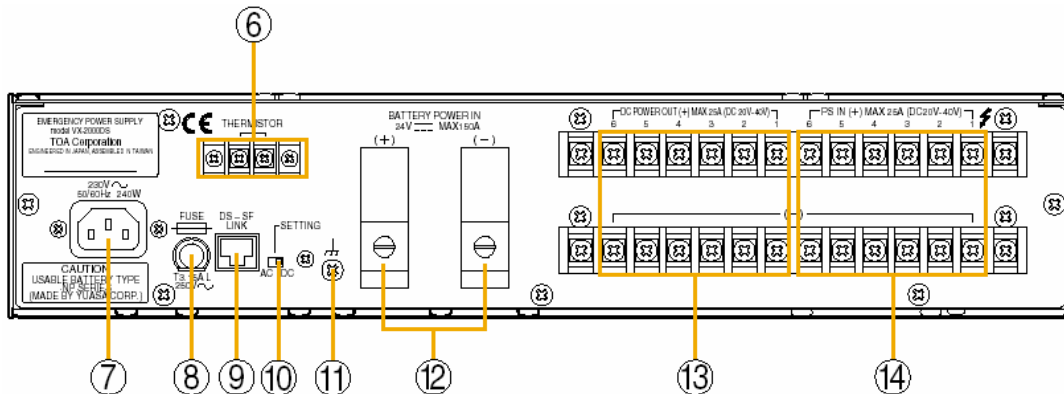 ⑥
EMERGENCY POWER SUPPLY
model VX-2000DS
TOA Corporation
ENGINEERED IN JAPAN, ASSEMBLED IN TAIWAN
CE
THERMISTOR
BATTERY POWER IN
24V MAX150A
(+)
(-)
DC POWER OUT (+) MAX 25A (DC 20V-40V)
6 5 4 3 2 1
PS IN (+) MAX 25A (DC20V-40V)
6 5 4 3 2 1
(-)
230V~
50/60Hz 240W
FUSE
T3.15A L
250V~
DS-SF
LINK
SETTING
AC DC
CAUTION
USABLE BATTERY TYPE
NP SERIES
(MADE BY YUASA CORP.)
⑦ ⑧ ⑨ ⑩ ⑪ ⑫ ⑬ ⑭